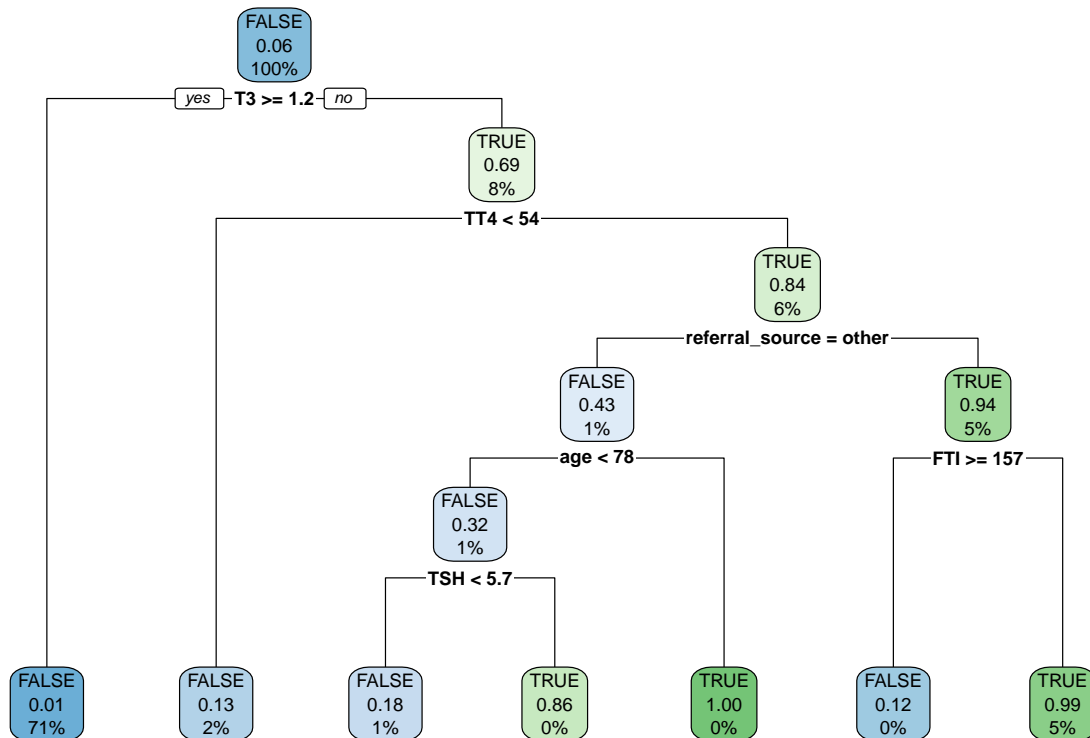 FALSE
0.06
100%
yes T3 >= 1.2 no
TRUE
0.69
8%
TT4 < 54
TRUE
0.84
6%
referral_source = other
FALSE
0.43
1%
TRUE
0.94
5%
age < 78
FTI >= 157
FALSE
0.32
1%
TSH < 5.7
FALSE
0.01
71%
FALSE
0.13
2%
FALSE
0.18
1%
TRUE
0.86
0%
TRUE
1.00
0%
FALSE
0.12
0%
TRUE
0.99
5%